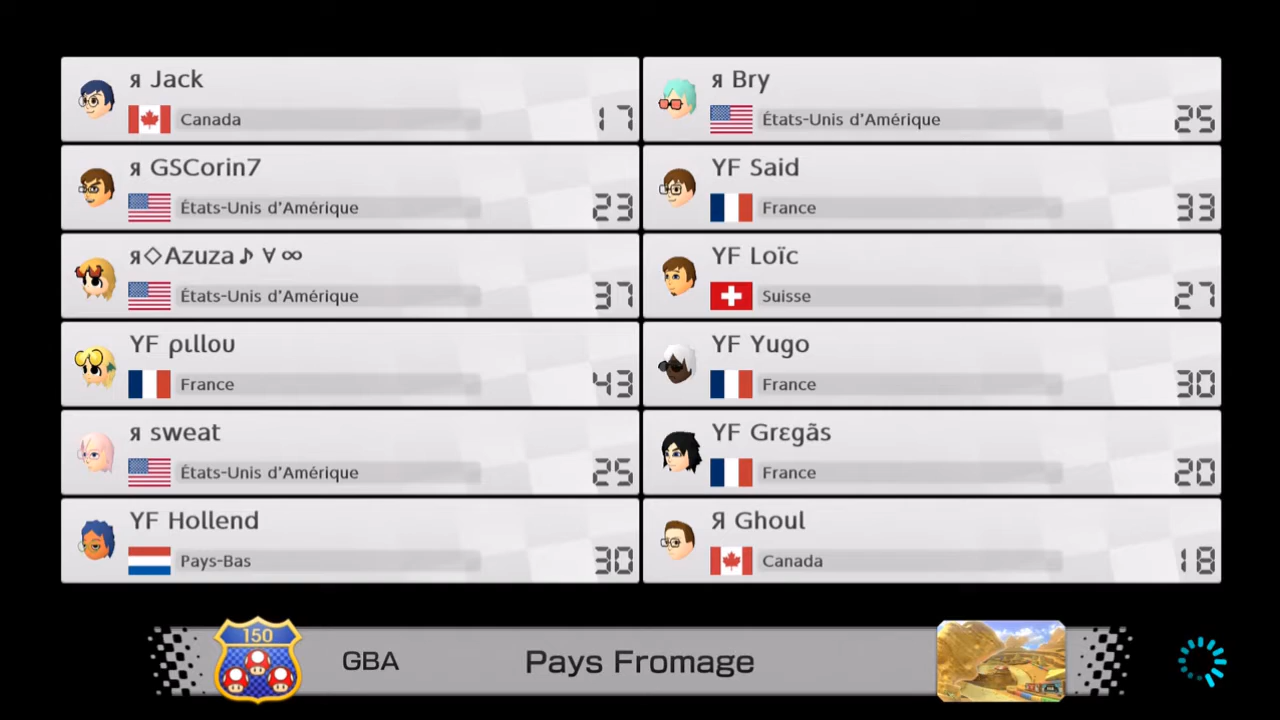 я Jack
Canada 17
я Bry
États-Unis d'Amérique 25
я GSCorin7
États-Unis d'Amérique 23
YF Said
France 33
я◇Azuza♪∀∞
États-Unis d'Amérique 37
YF Loïc
Suisse 27
YF ριllου
France 43
YF Yugo
France 30
я sweat
États-Unis d'Amérique 25
YF Grεgãs
France 20
YF Hollend
Pays-Bas 30
Я Ghoul
Canada 18
150
GBA Pays Fromage